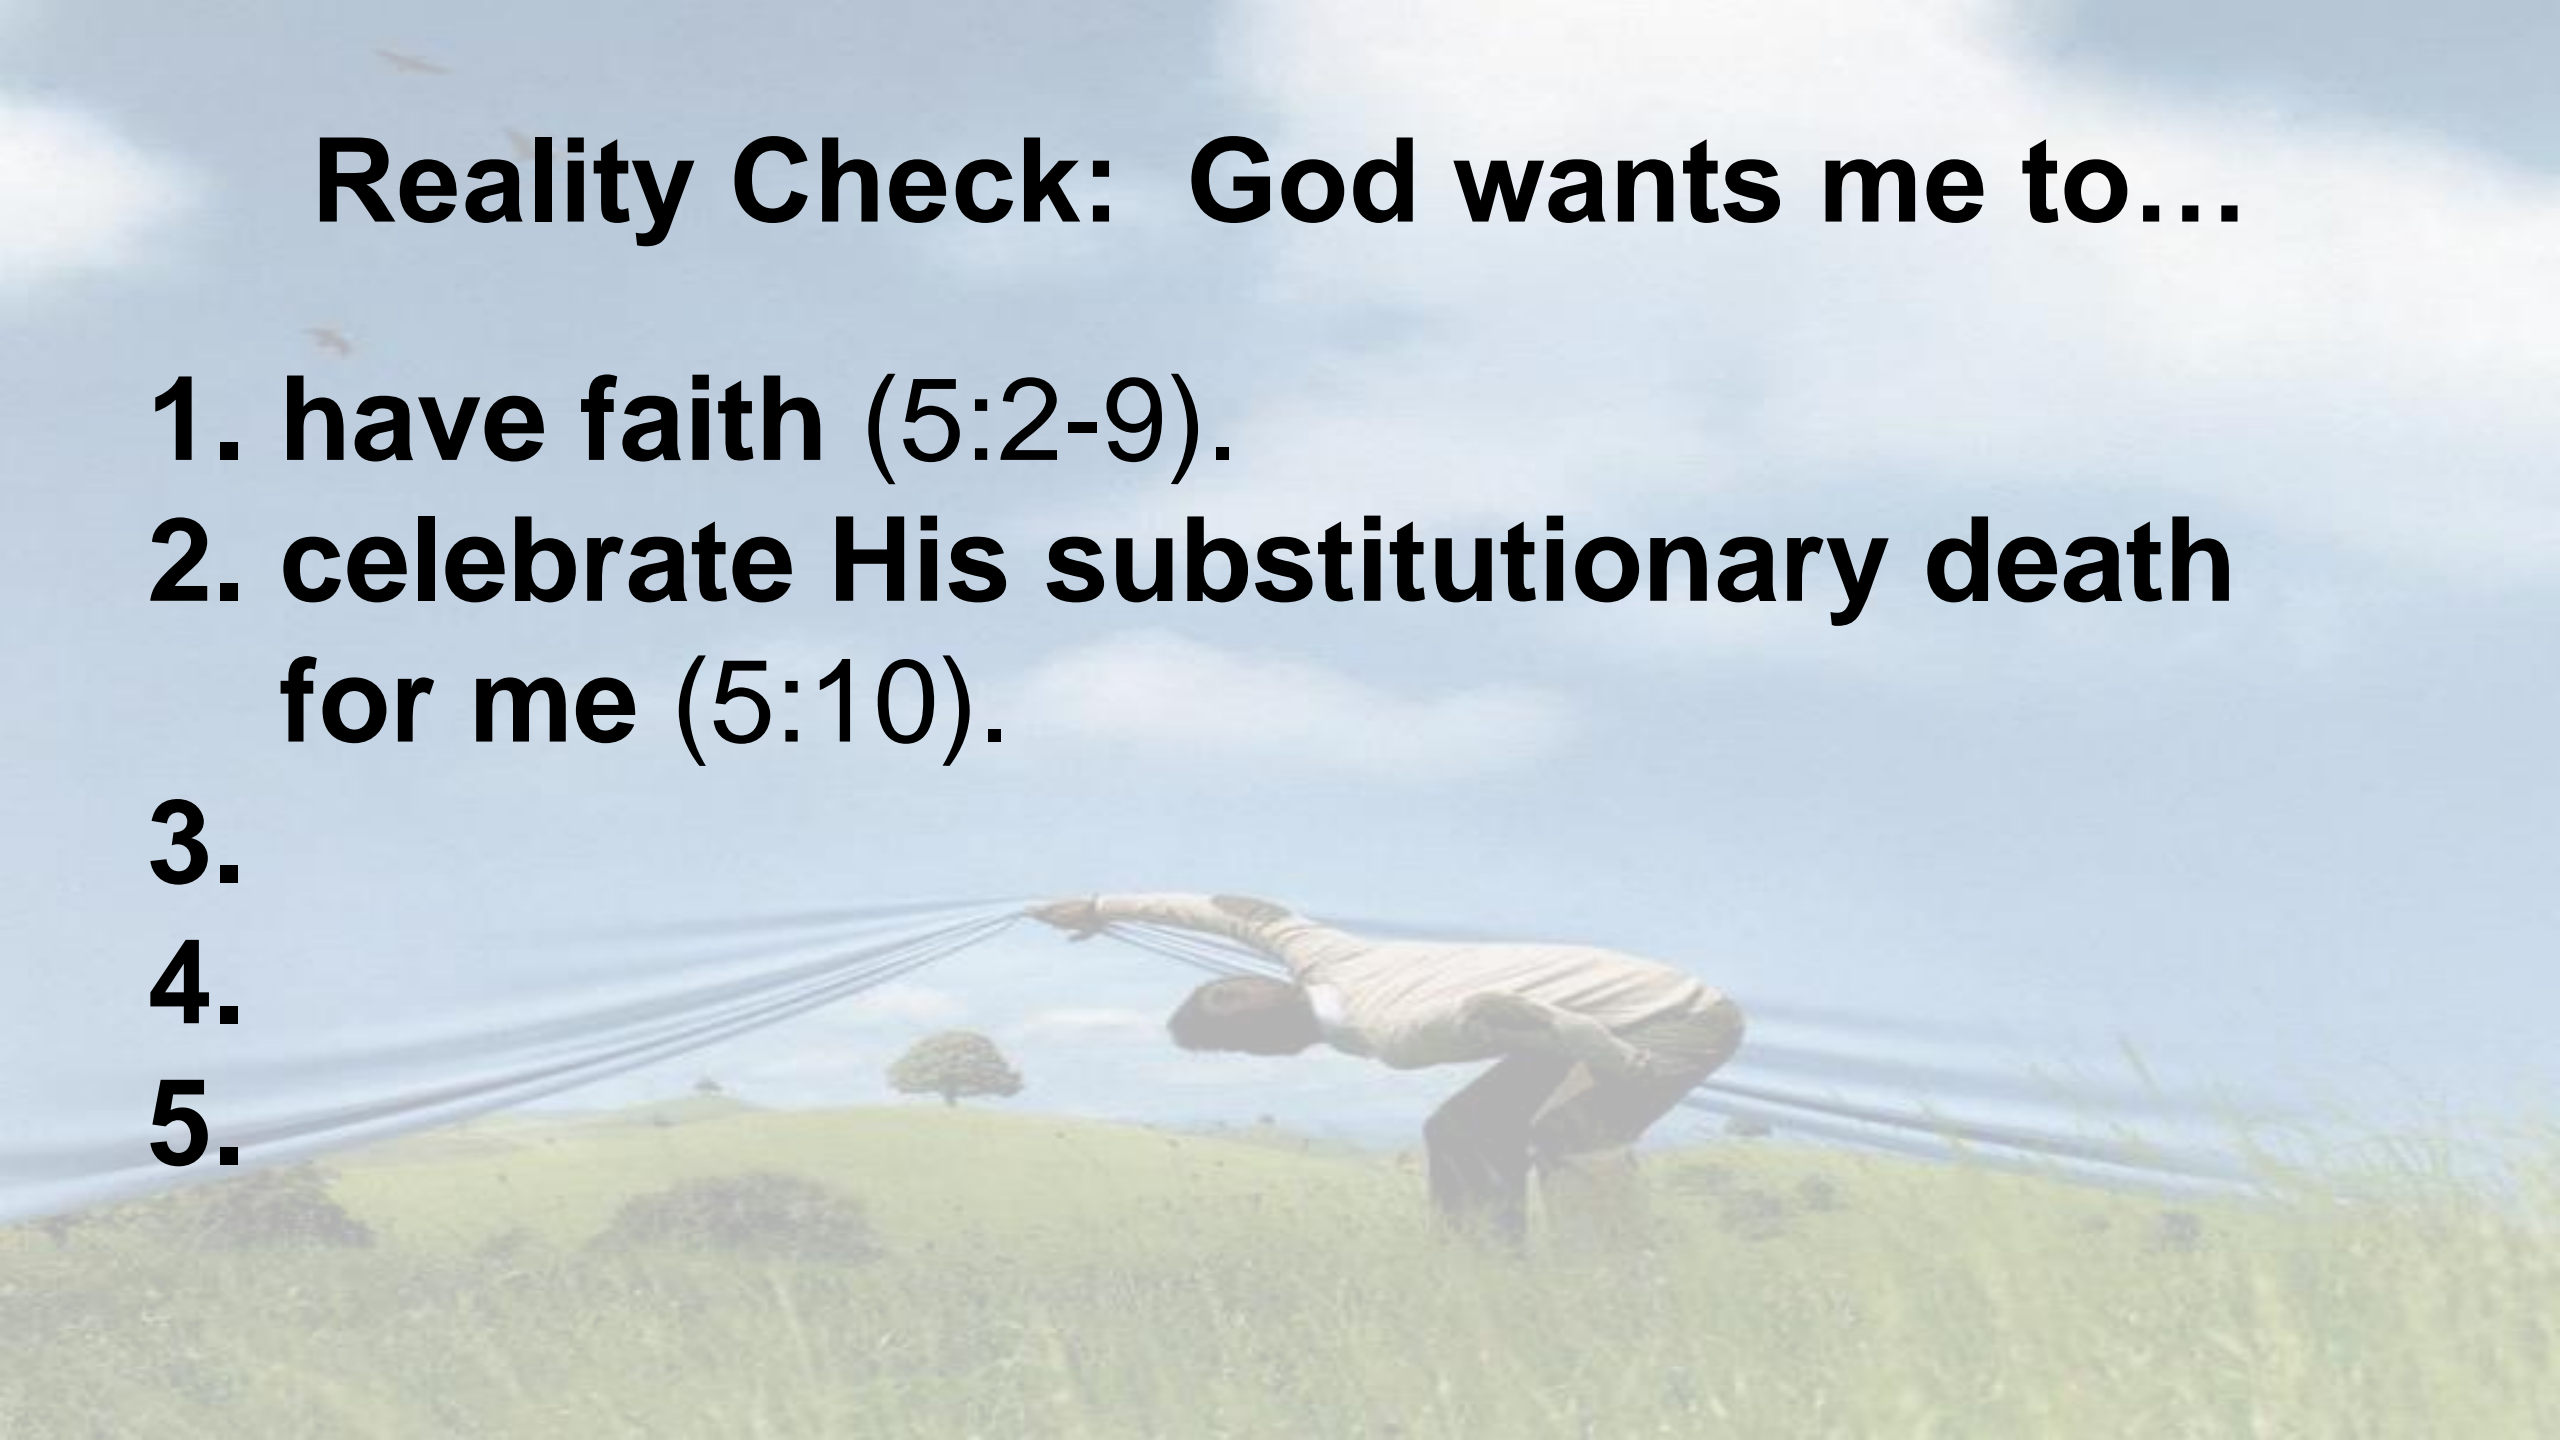 Reality Check:  God wants me to…
1. have faith (5:2-9).
2. celebrate His substitutionary death
for me (5:10).
3.
4.
5.